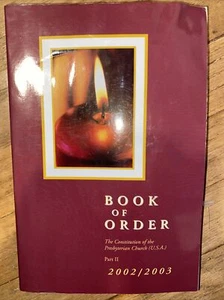 BOOK
OF
ORDER
The Constitution of the
Presbyterian Church (U.S.A.)
Part II
2002/2003